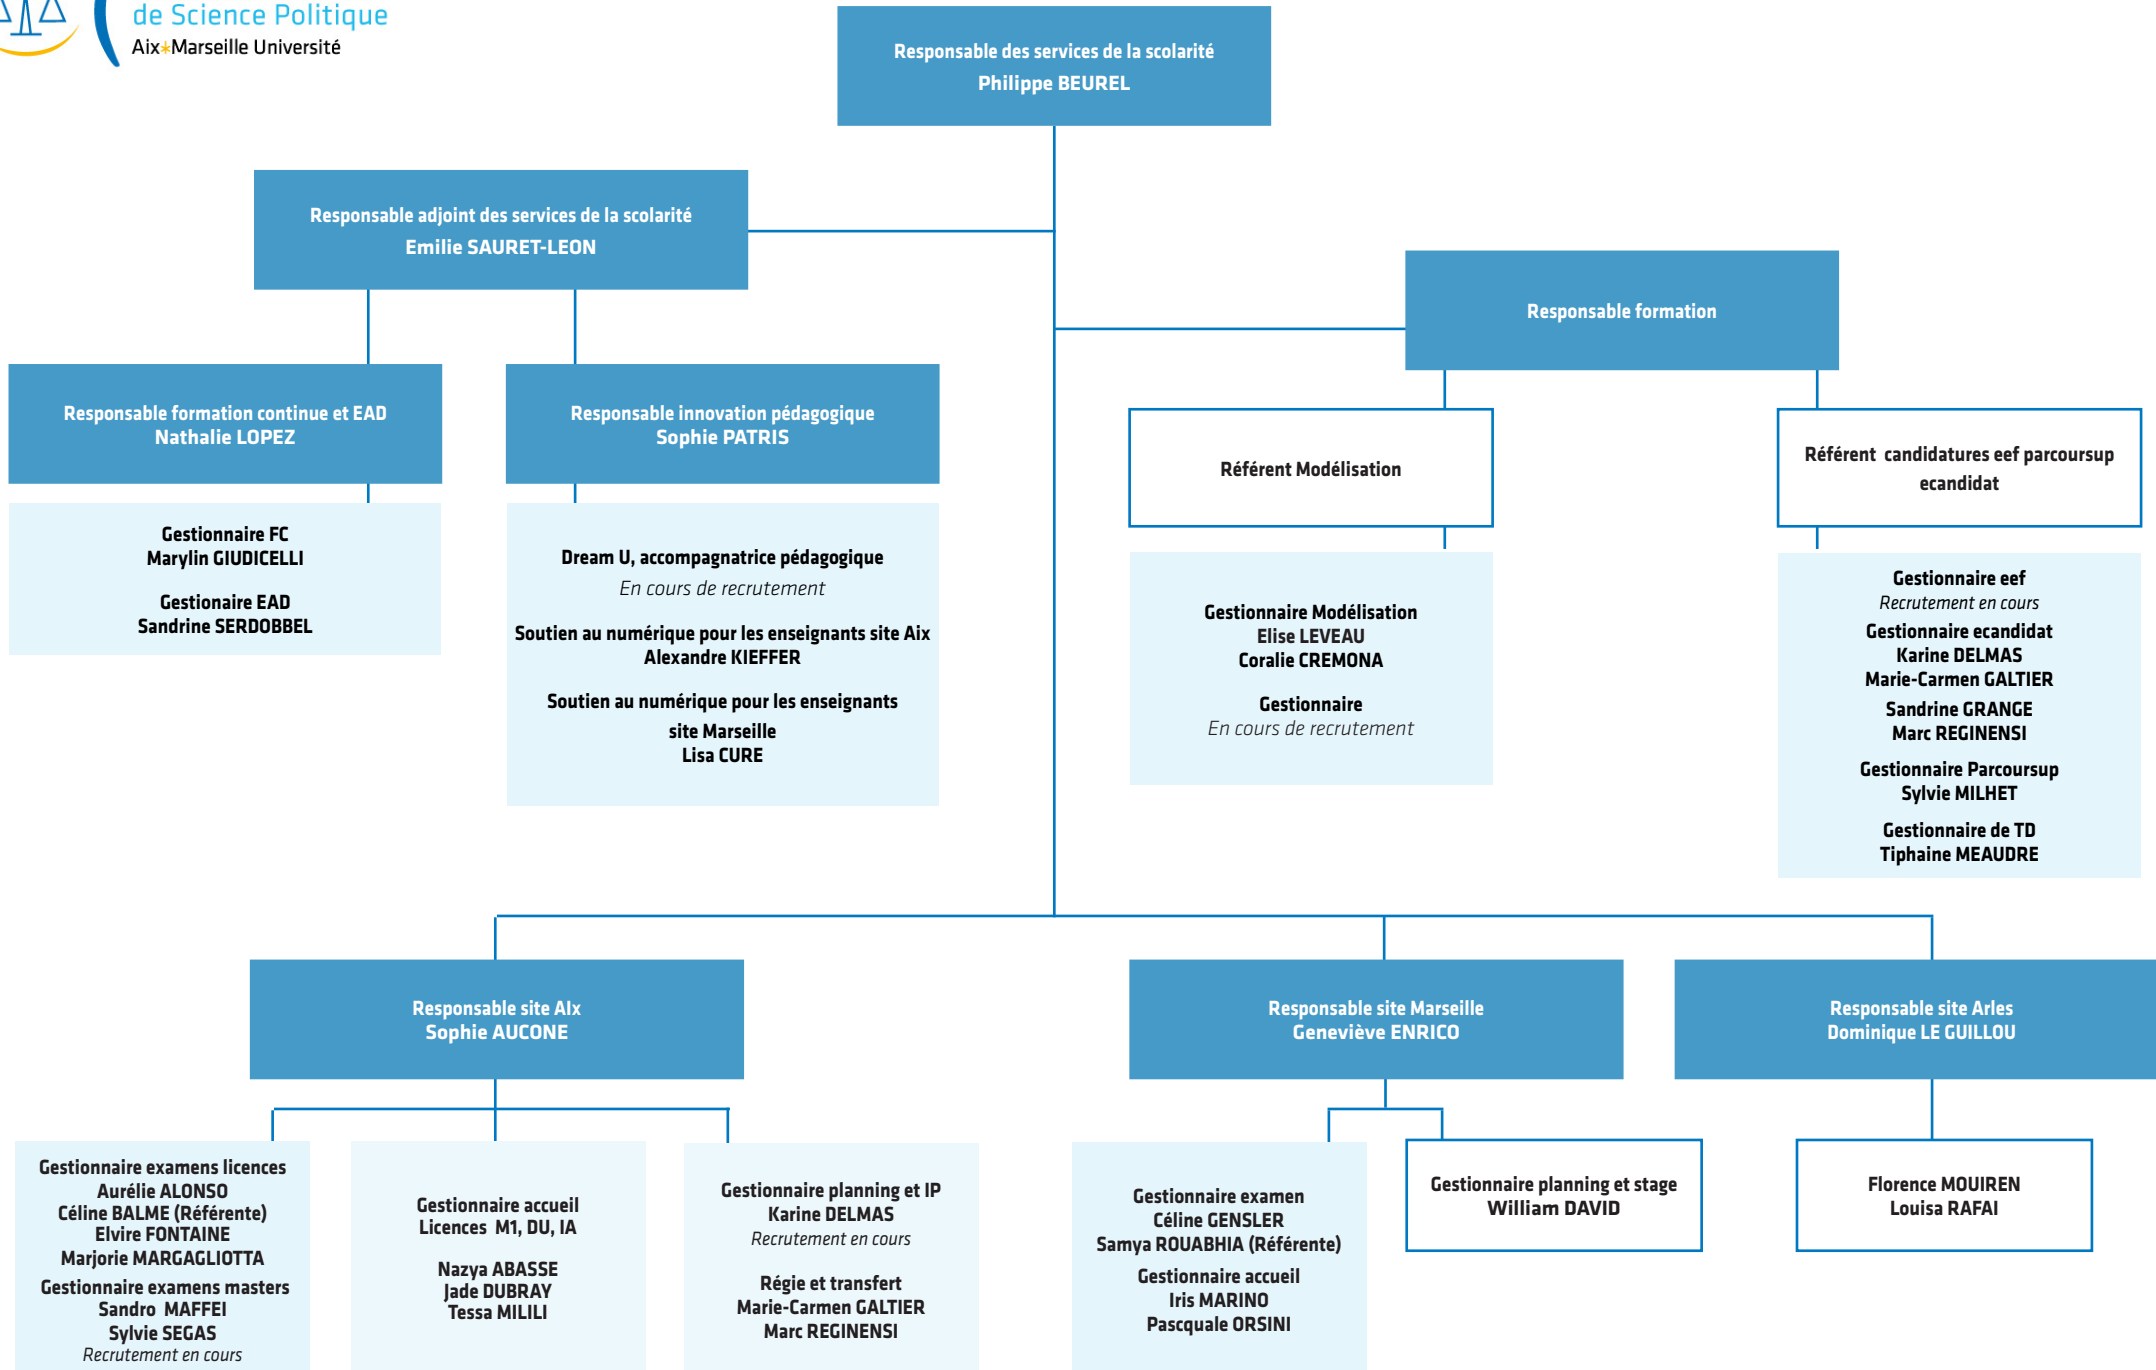 de Science Politique
Aix*Marseille Université
Responsable des services de la scolarité
Philippe BEUREL
Responsable adjoint des services de la scolarité
Emilie SAURET-LEON
Responsable formation
Responsable formation continue et EAD
Nathalie LOPEZ
Responsable innovation pédagogique
Sophie PATRIS
Référent Modélisation
Référent candidatures eef parcoursup
ecandidat
Gestionnaire FC
Marylin GIUDICELLI
Gestionaire EAD
Sandrine SERDOBBEL
Dream U, accompagnatrice pédagogique
En cours de recrutement
Soutien au numérique pour les enseignants site Aix
Alexandre KIEFFER
Soutien au numérique pour les enseignants
site Marseille
Lisa CURE
Gestionnaire Modélisation
Elise LEVEAU
Coralie CREMONA
Gestionnaire
En cours de recrutement
Gestionnaire eef
Recrutement en cours
Gestionnaire ecandidat
Karine DELMAS
Marie-Carmen GALTIER
Sandrine GRANGE
Marc REGINENSI
Gestionnaire Parcoursup
Sylvie MILHET
Gestionnaire de TD
Tiphaine MEAUDRE
Responsable site AIx
Sophie AUCONE
Responsable site Marseille
Geneviève ENRICO
Responsable site Arles
Dominique LE GUILLOU
Gestionnaire examens licences
Aurélie ALONSO
Céline BALME (Référente)
Elvire FONTAINE
Marjorie MARGAGLIOTTA
Gestionnaire examens masters
Sandro MAFFEI
Sylvie SEGAS
Recrutement en cours
Gestionnaire accueil
Licences M1, DU, IA
Nazya ABASSE
Jade DUBRAY
Tessa MILILI
Gestionnaire planning et IP
Karine DELMAS
Recrutement en cours
Régie et transfert
Marie-Carmen GALTIER
Marc REGINENSI
Gestionnaire examen
Céline GENSLER
Samya ROUABHIA (Référente)
Gestionnaire accueil
Iris MARINO
Pascquale ORSINI
Gestionnaire planning et stage
William DAVID
Florence MOUIREN
Louisa RAFAI